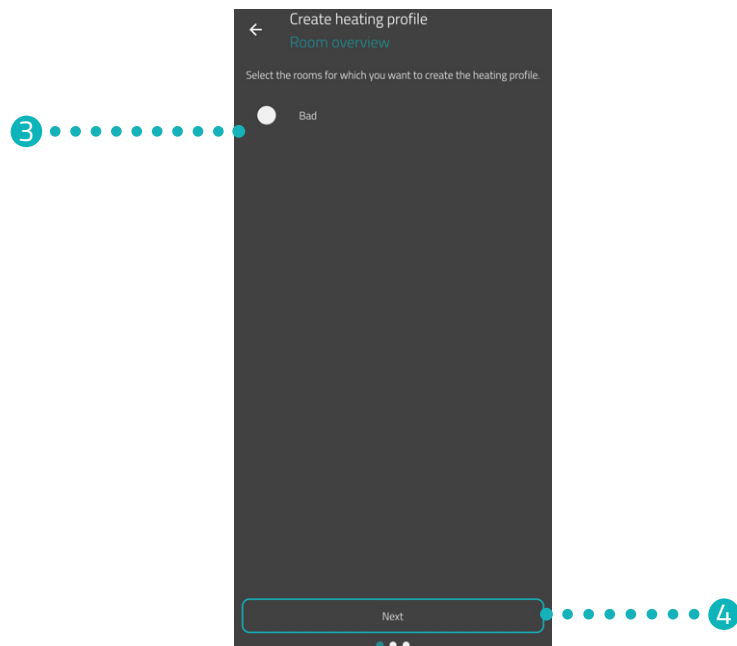 Create heating profile
Room overview
Select the rooms for which you want to create the heating profile.
3
Bad
Next
4